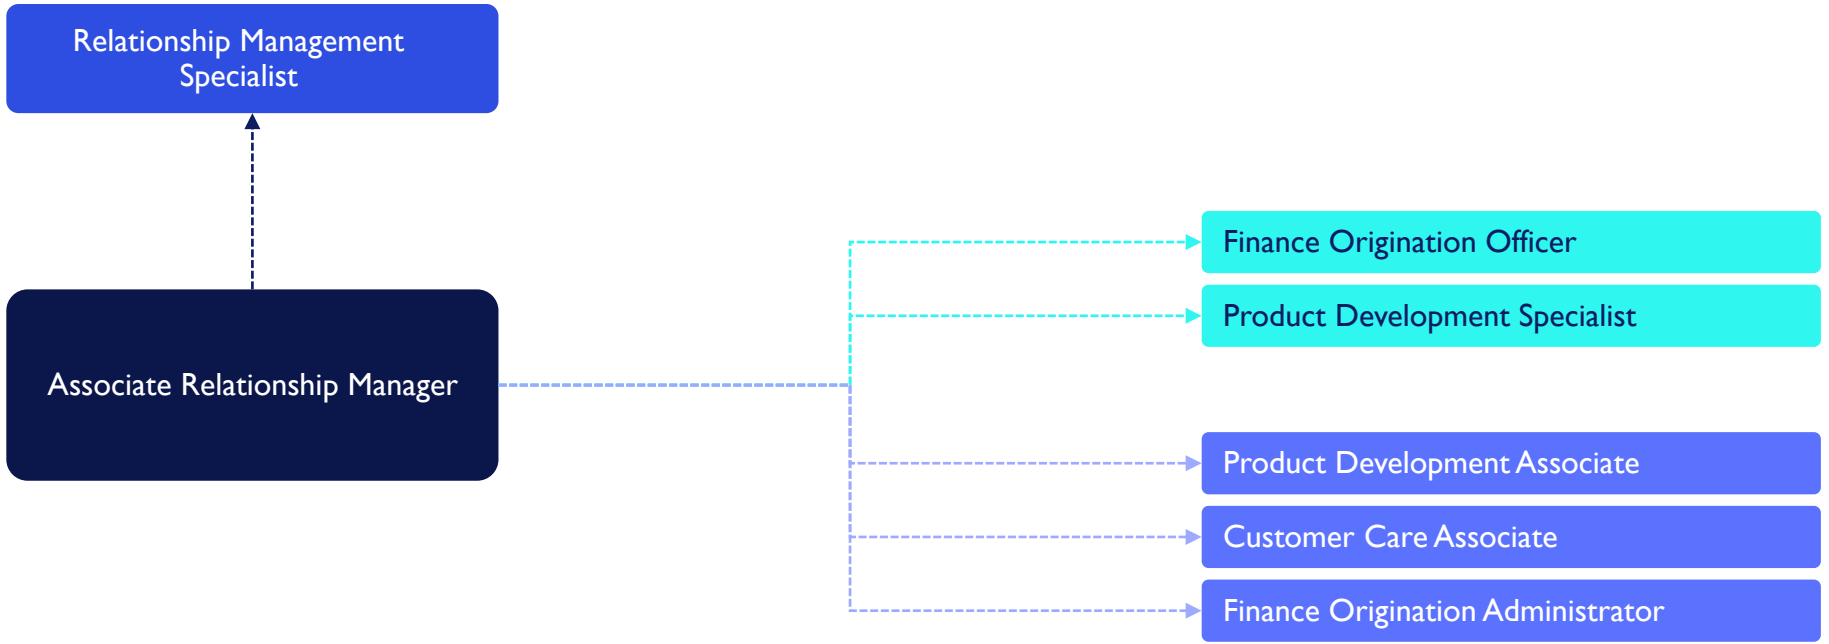 Relationship Management
Specialist
Associate Relationship Manager
Finance Origination Officer
Product Development Specialist
Product Development Associate
Customer Care Associate
Finance Origination Administrator